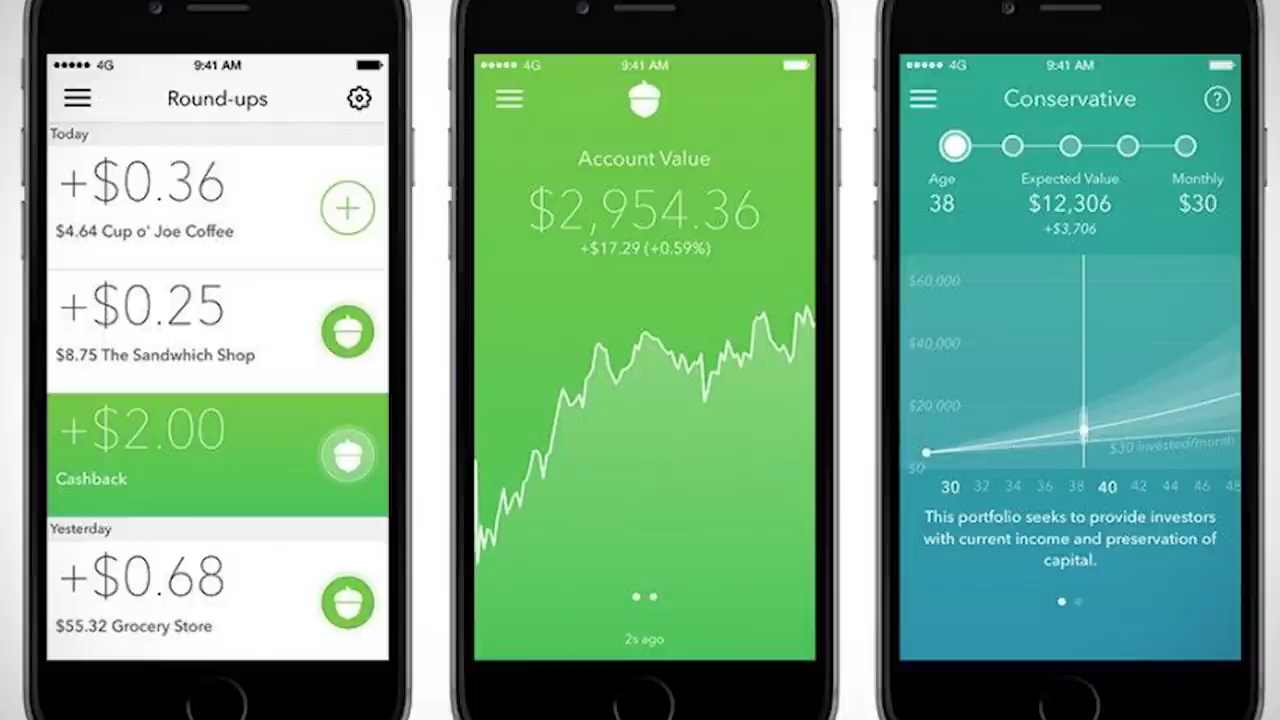 4G 9:41 AM
Round-ups
Today
+$0.36
$4.64 Cup o' Joe Coffee
+$0.25
$8.75 The Sandwhich Shop
+$2.00
Cashback
Yesterday
+$0.68
$55.32 Grocery Store
4G 9:41 AM
Account Value
$2,954.36
+$17.29 (+0.59%)
2s ago
4G 9:41 AM
Conservative ?
Age Expected Value Monthly
38 $12,306 $30
+$3,706
$60,000
$40,000
$20,000
$30 invested/month
$0
30 32 34 36 38 40 42 44 46 48
This portfolio seeks to provide investors
with current income and preservation of
capital.